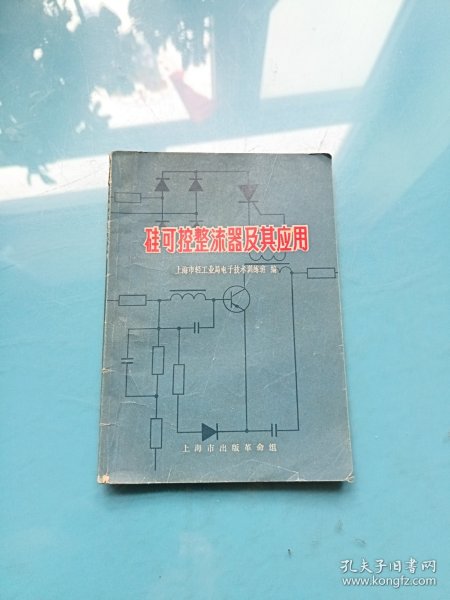 硅可控整流器及其应用
上海市轻工业局电子技术训练班 编
上海市出版革命组
孔夫子旧书网
www.kongfz.com